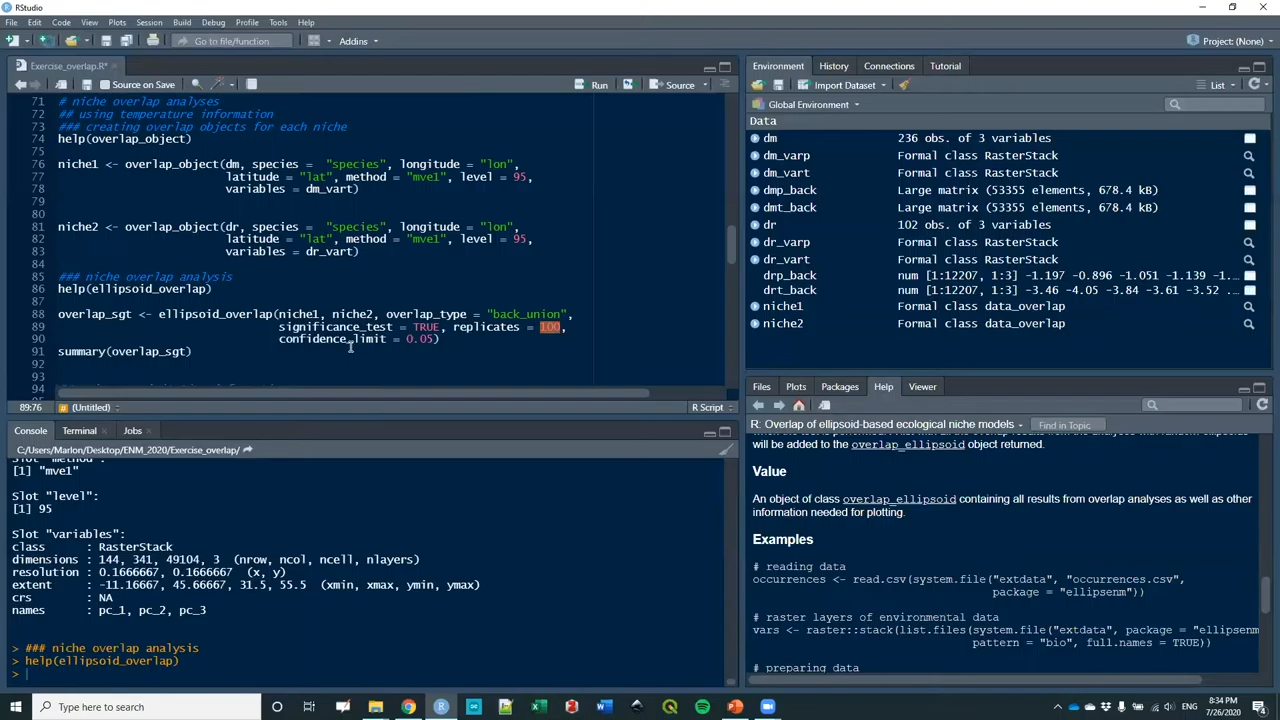 RStudio
File Edit Code View Plots Session Build Debug Profile Tools Help
Go to file/function Addins Project: (None)
Exercise_overlap.R*
Source on Save Run Source
71 # niche overlap analyses
72 ## using temperature information
73 ### creating overlap objects for each niche
74 help(overlap_object)
75
76 niche1 <- overlap_object(dm, species = "species", longitude = "lon",
77 latitude = "lat", method = "mve1", level = 95,
78 variables = dm_vart)
79
80
81 niche2 <- overlap_object(dr, species = "species", longitude = "lon",
82 latitude = "lat", method = "mve1", level = 95,
83 variables = dr_vart)
84
85 ### niche overlap analysis
86 help(ellipsoid_overlap)
87
88 overlap_sgt <- ellipsoid_overlap(niche1, niche2, overlap_type = "back_union",
89 significance_test = TRUE, replicates = 100,
90 confidence_limit = 0.05)
91 summary(overlap_sgt)
92
93
94
89:76 (Untitled) R Script
Console Terminal Jobs
C:/Users/Marlon/Desktop/ENM_2020/Exercise_overlap/
Slot "method":
[1] "mve1"
Slot "level":
[1] 95
Slot "variables":
class : RasterStack
dimensions : 144, 341, 49104, 3 (nrow, ncol, ncell, nlayers)
resolution : 0.1666667, 0.1666667 (x, y)
extent : -11.16667, 45.66667, 31.5, 55.5 (xmin, xmax, ymin, ymax)
crs : NA
names : pc_1, pc_2, pc_3
> ### niche overlap analysis
> help(ellipsoid_overlap)
>
Environment History Connections Tutorial
Import Dataset List
Global Environment
Data
dm 236 obs. of 3 variables
dm_varp Formal class RasterStack
dm_vart Formal class RasterStack
dmp_back Large matrix (53355 elements, 678.4 kB)
dmt_back Large matrix (53355 elements, 678.4 kB)
dr 102 obs. of 3 variables
dr_varp Formal class RasterStack
dr_vart Formal class RasterStack
drp_back num [1:12207, 1:3] -1.197 -0.896 -1.051 -1.139 -1...
drt_back num [1:12207, 1:3] -3.46 -4.05 -3.84 -3.61 -3.52 ...
niche1 Formal class data_overlap
niche2 Formal class data_overlap
Files Plots Packages Help Viewer
R: Overlap of ellipsoid-based ecological niche models Find in Topic
will be added to the overlap_ellipsoid object returned.
Value
An object of class overlap_ellipsoid containing all results from overlap analyses as well as other
information needed for plotting.
Examples
# reading data
occurrences <- read.csv(system.file("extdata", "occurrences.csv",
package = "ellipsenm"))
# raster layers of environmental data
vars <- raster::stack(list.files(system.file("extdata", package = "ellipsenm
pattern = "bio", full.names = TRUE))
# preparing data
Type here to search
ENG
8:34 PM
7/26/2020